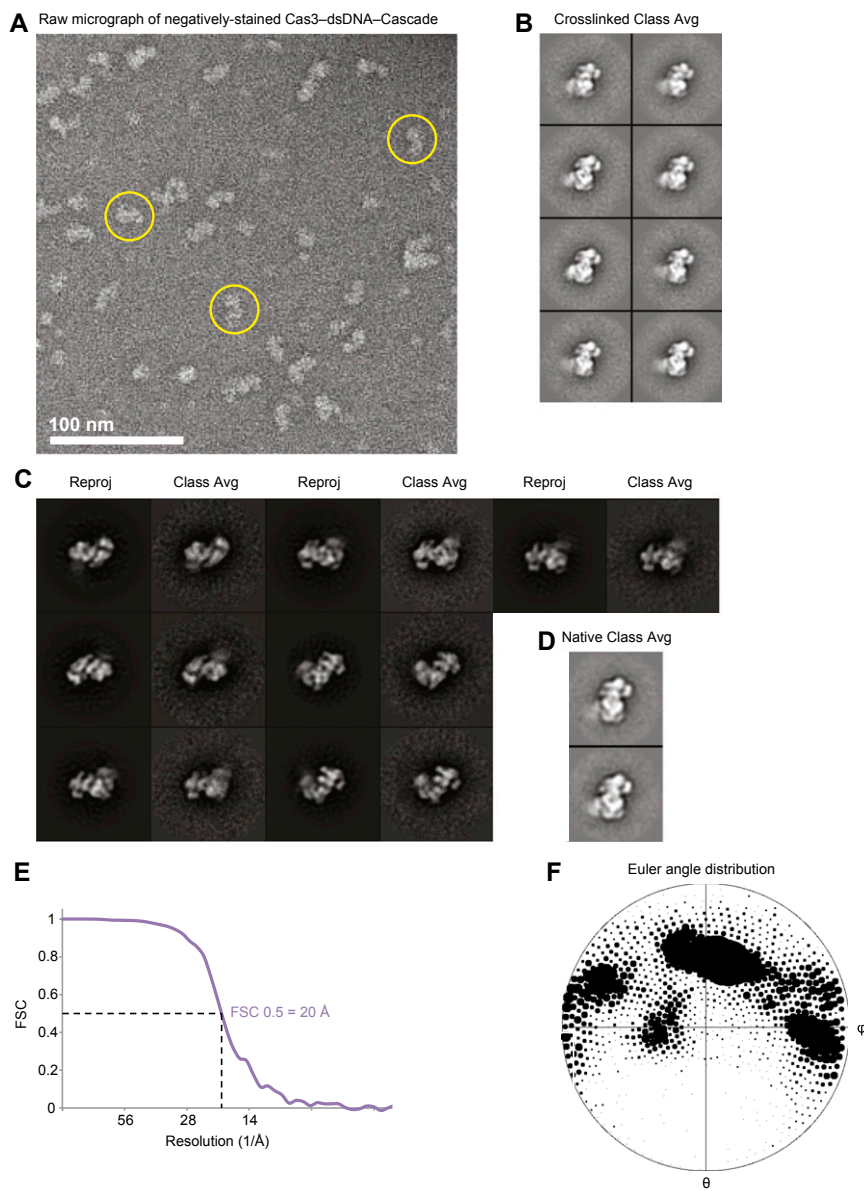 A Raw micrograph of negatively-stained Cas3–dsDNA–Cascade
100 nm
B Crosslinked Class Avg
C
Reproj Class Avg Reproj Class Avg Reproj Class Avg
D Native Class Avg
E
1
0.8
0.6
0.4
0.2
0
FSC
FSC 0.5 = 20 Å
56 28 14
Resolution (1/Å)
F
Euler angle distribution
φ
θ